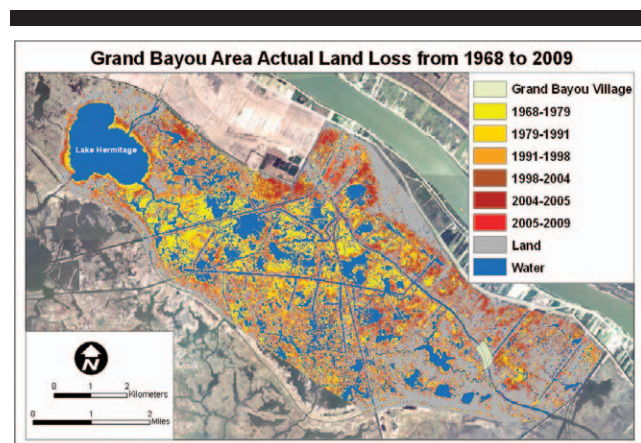 Grand Bayou Area Actual Land Loss from 1968 to 2009
Grand Bayou Village
1968-1979
1979-1991
1991-1998
1998-2004
2004-2005
2005-2009
Land
Water
Lake Hermitage
N
0 1 2
Kilometers
0 1 2
Miles